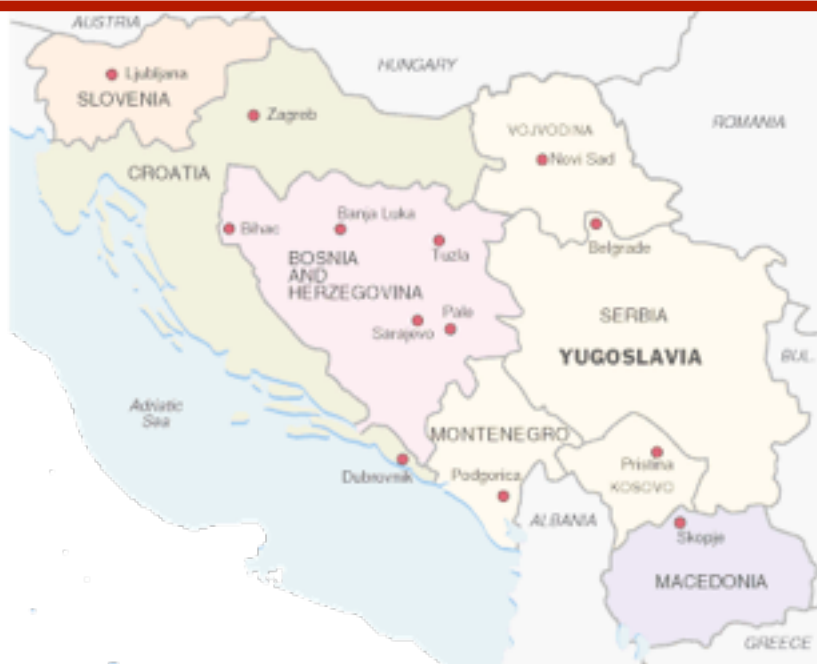 AUSTRIA
HUNGARY
Ljubljana
SLOVENIA
Zagreb
ROMANIA
VOJVODINA
Novi Sad
CROATIA
Banja Luka
Bihac
Belgrade
Tuzla
BOSNIA
AND
HERZEGOVINA
Pale
SERBIA
Sarajevo
YUGOSLAVIA
BUL.
Adriatic
Sea
MONTENEGRO
Pristina
Dubrovnik
Podgorica
KOSOVO
ALBANIA
Skopje
MACEDONIA
GREECE